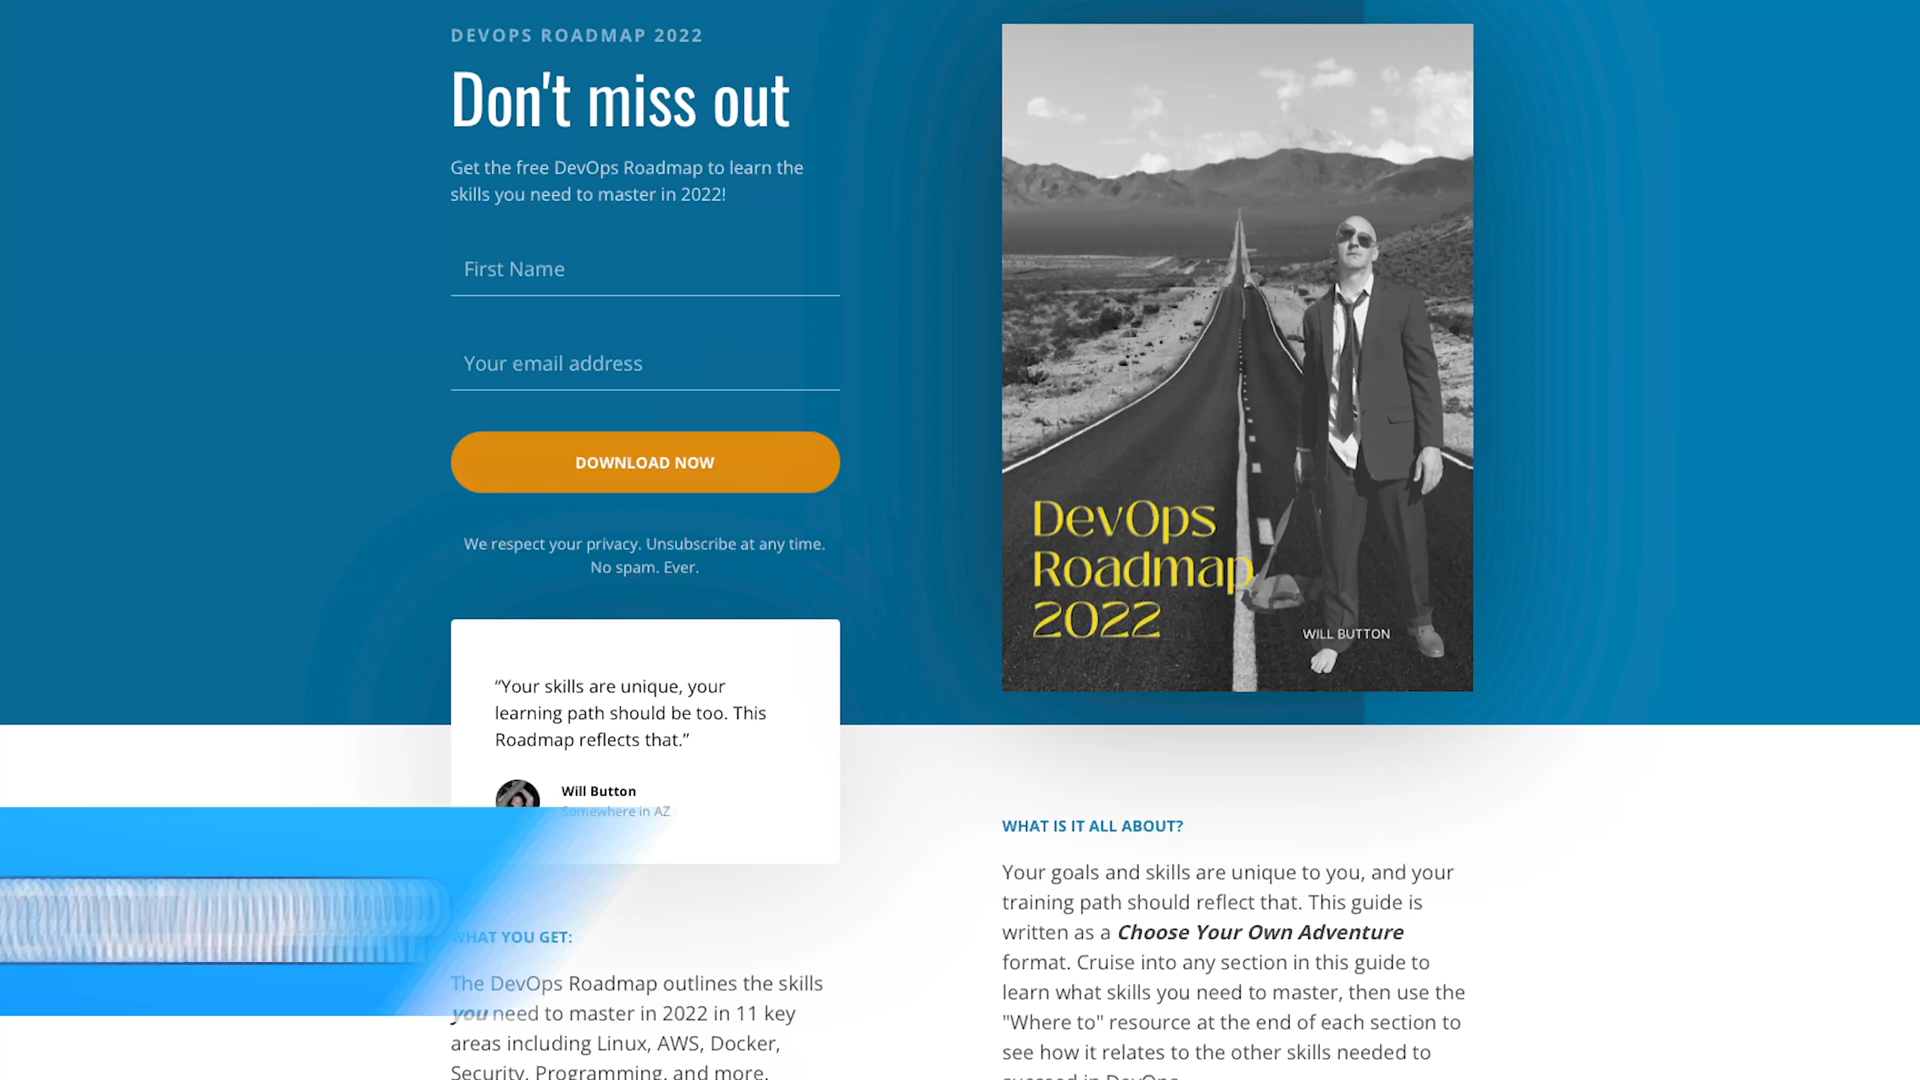 DEVOPS ROADMAP 2022
Don't miss out
Get the free DevOps Roadmap to learn the
skills you need to master in 2022!
First Name
Your email address
DOWNLOAD NOW
We respect your privacy. Unsubscribe at any time.
No spam. Ever.
“Your skills are unique, your
learning path should be too. This
Roadmap reflects that.”
Will Button
Somewhere in AZ
WHAT YOU GET:
The DevOps Roadmap outlines the skills
you need to master in 2022 in 11 key
areas including Linux, AWS, Docker,
Security, Programming, and more.
DevOps
Roadmap
2022
WILL BUTTON
WHAT IS IT ALL ABOUT?
Your goals and skills are unique to you, and your
training path should reflect that. This guide is
written as a Choose Your Own Adventure
format. Cruise into any section in this guide to
learn what skills you need to master, then use the
"Where to" resource at the end of each section to
see how it relates to the other skills needed to
succeed in DevOps